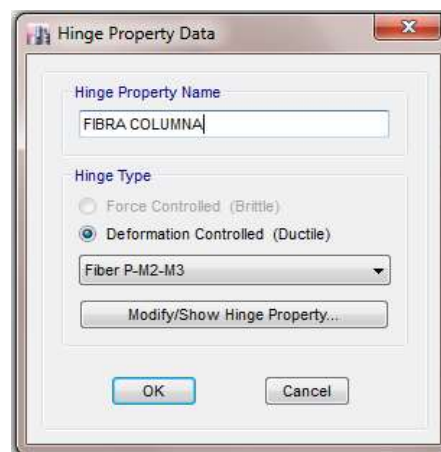 Hinge Property Data
Hinge Property Name
FIBRA COLUMNA
Hinge Type
Force Controlled (Brittle)
Deformation Controlled (Ductile)
Fiber P-M2-M3
Modify/Show Hinge Property...
OK
Cancel